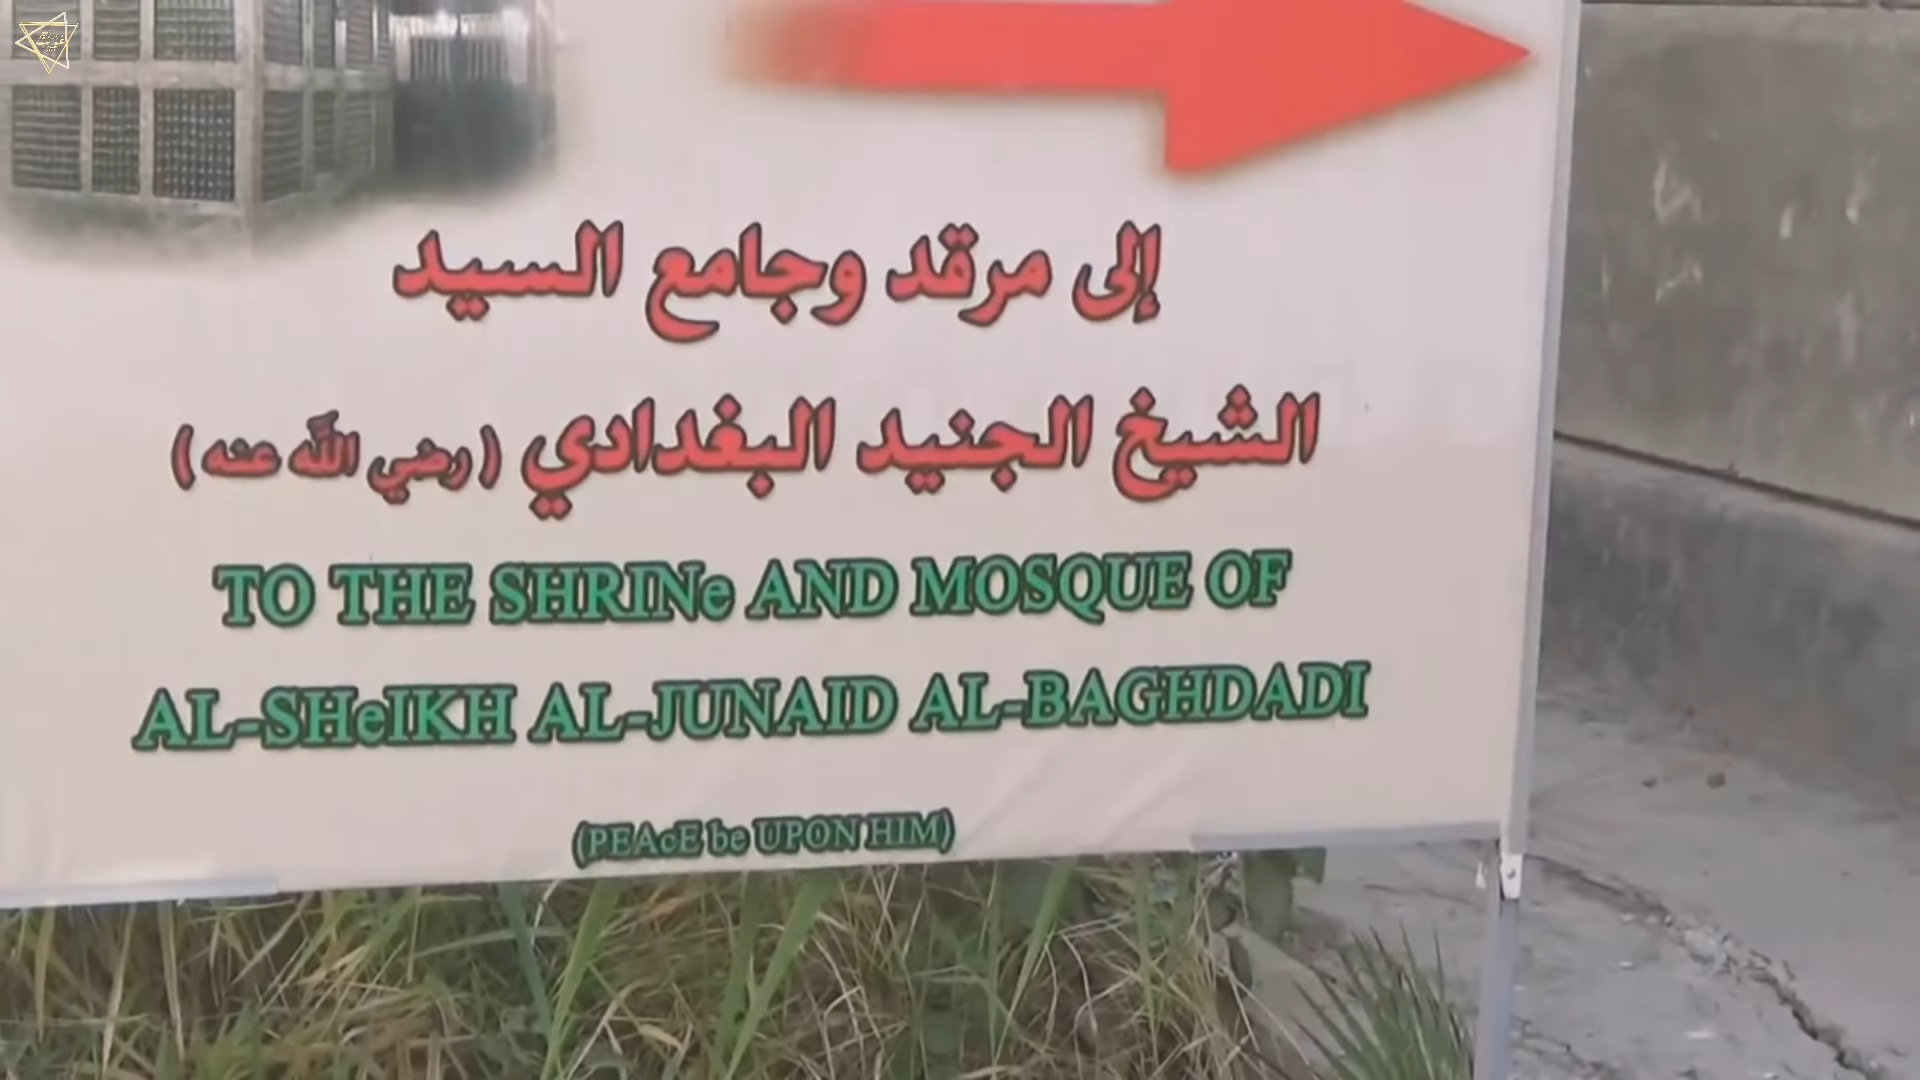 إلى مرقد وجامع السيد
الشيخ الجنيد البغدادي (رضي الله عنه)
TO THE SHRINe AND MOSQUE OF
AL-SHeIKH AL-JUNAID AL-BAGHDADI
(PEAcE be UPON HIM)